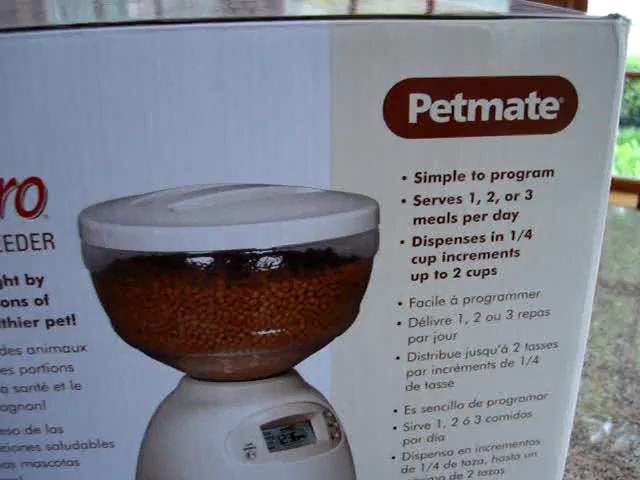 Petmate®
• Simple to program
• Serves 1, 2, or 3
meals per day
• Dispenses in 1/4
cup increments
up to 2 cups
• Facile à programmer
• Délivre 1, 2 ou 3 repas
par jour
• Distribue jusqu'à 2 tasses
par incréments de 1/4
de tasse
• Es sencillo de programar
• Sirve 1, 2 ó 3 comidas
por día
• Dispensa en incrementos
de 1/4 de taza, hasta un
de 2 tazas
ro®
EEDER
ght by
ons of
thier pet!
des animaux
es portions
a santé et le
agnon!
eso de las
ciones saludables
as mascotas